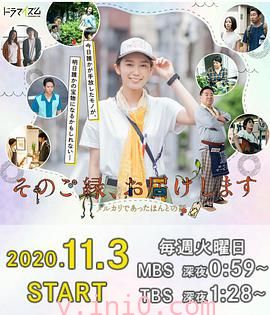 ドラマイズム
今日誰かが手放したモノが、
明日誰かの宝物になるかもしれない…
そのご縁、お届けします
メルカリであったほんとの話
2020.11.3
START
毎週火曜日
MBS 深夜0:59~
TBS 深夜1:28~
v.ini0.com